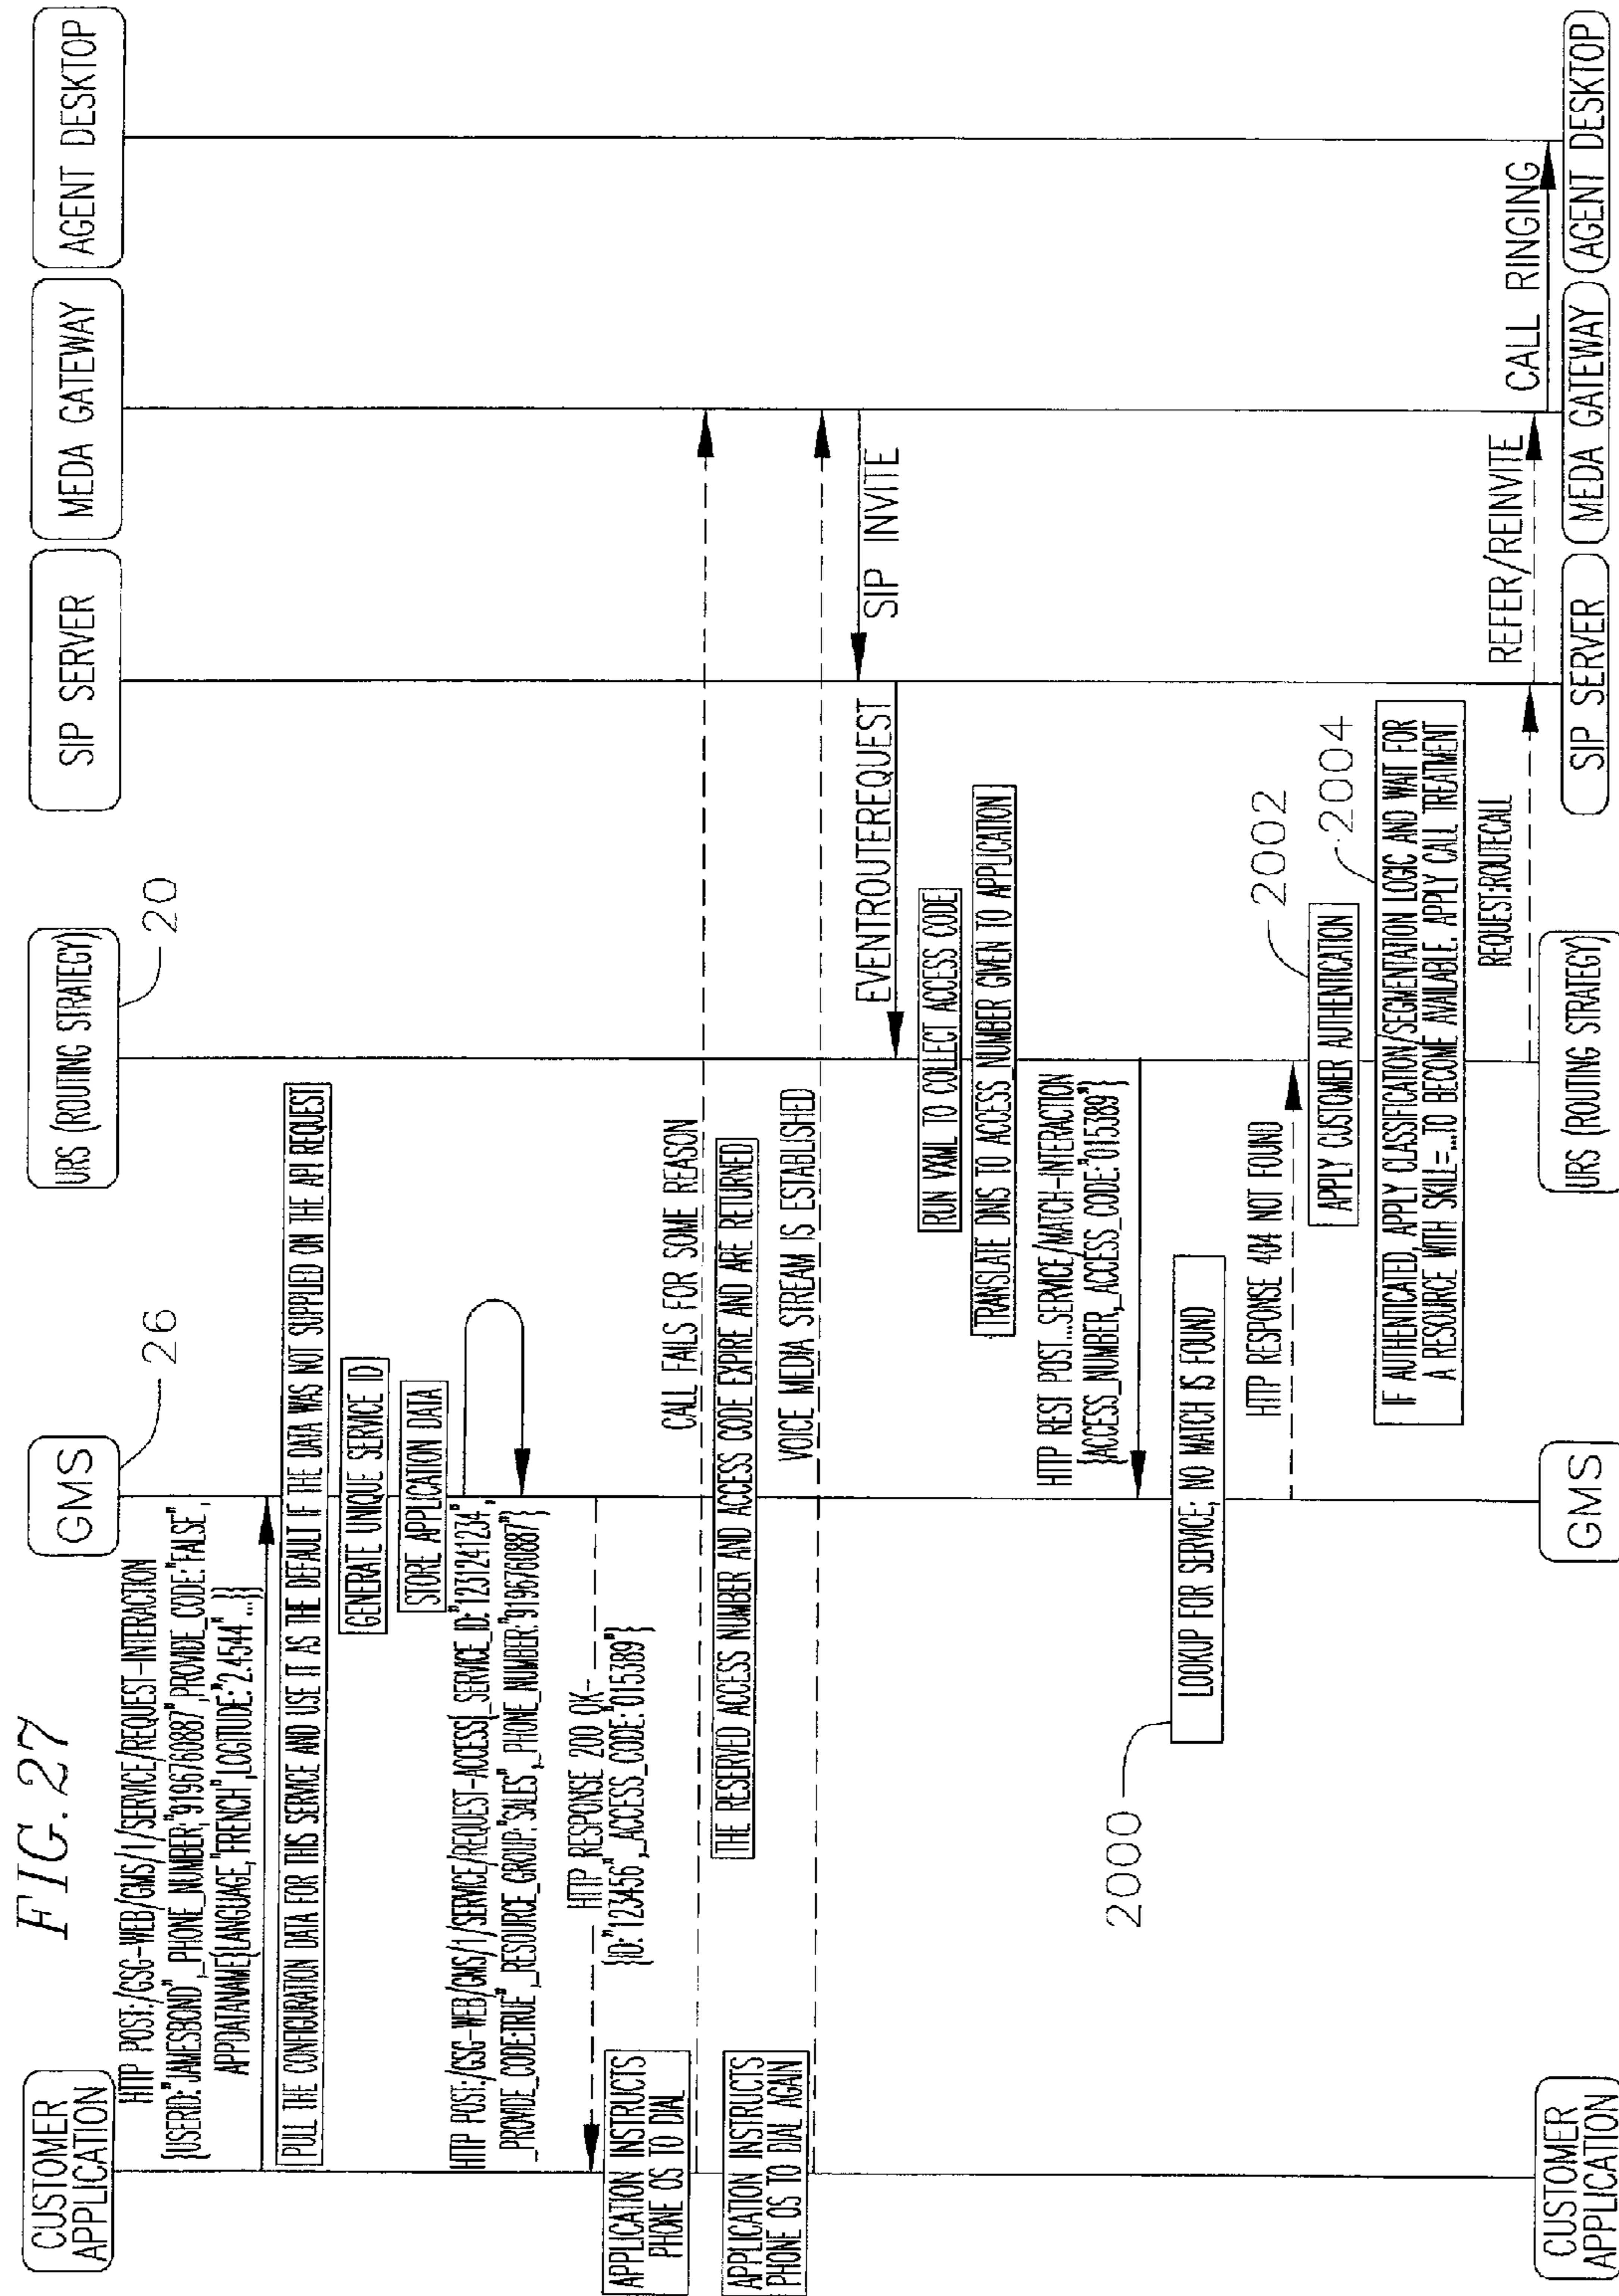 FIG. 27
CUSTOMER
APPLICATION
GMS
26
URS (ROUTING STRATEGY)
20
SIP SERVER
MEDA GATEWAY
AGENT DESKTOP
HTTP POST:/GSG-WEB/GMS/1/SERVICE/REQUEST-INTERACTION
{USERID:"JAMESBOND",_PHONE_NUMBER;"9196760887",PROVIDE_CODE:"FALSE",
APPDATANAME{LANGUAGE,"FRENCH",LOGITUDE:"2.4544"...}}
PULL THE CONFIGURATION DATA FOR THIS SERVICE AND USE IT AS THE DEFAULT IF THE DATA WAS NOT SUPPLIED ON THE API REQUEST
GENERATE UNIQUE SERVICE ID
STORE APPLICATION DATA
HTTP POST:/GSG-WEB/GMS/1/SERVICE/REQUEST-ACCESS{_SERVICE_ID:"1231241234",
_PROVIDE_CODE:TRUE",_RESOURCE_GROUP:"SALES",_PHONE_NUMBER:"9196760887"}
HTTP RESPONSE 200 OK
{ID:"123456",_ACCESS_CODE:"015389"}
APPLICATION INSTRUCTS
PHONE OS TO DIAL
CALL FAILS FOR SOME REASON
THE RESERVED ACCESS NUMBER AND ACCESS CODE EXPIRE AND ARE RETURNED
APPLICATION INSTRUCTS
PHONE OS TO DIAL AGAIN
VOICE MEDIA STREAM IS ESTABLISHED
SIP INVITE
EVENTROUTEREQUEST
RUN VXML TO COLLECT ACCESS CODE
TRANSLATE DNIS TO ACCESS NUMBER GIVEN TO APPLICATION
HTTP REST POST...SERVICE/MATCH-INTERACTION
{ACCESS_NUMBER,_ACCESS_CODE:"015389"}
2000
LOOKUP FOR SERVICE; NO MATCH IS FOUND
HTTP RESPONSE 404 NOT FOUND
2002
APPLY CUSTOMER AUTHENTICATION
2004
IF AUTHENTICATED, APPLY CLASSIFICATION/SEGMENTATION LOGIC AND WAIT FOR
A RESOURCE WITH SKILL=...TO BECOME AVAILABLE. APPLY CALL TREATMENT
REQUEST:ROUTECALL
REFER/REINVITE
CALL RINGING
CUSTOMER
APPLICATION
GMS
URS (ROUTING STRATEGY)
SIP SERVER
MEDA GATEWAY
AGENT DESKTOP